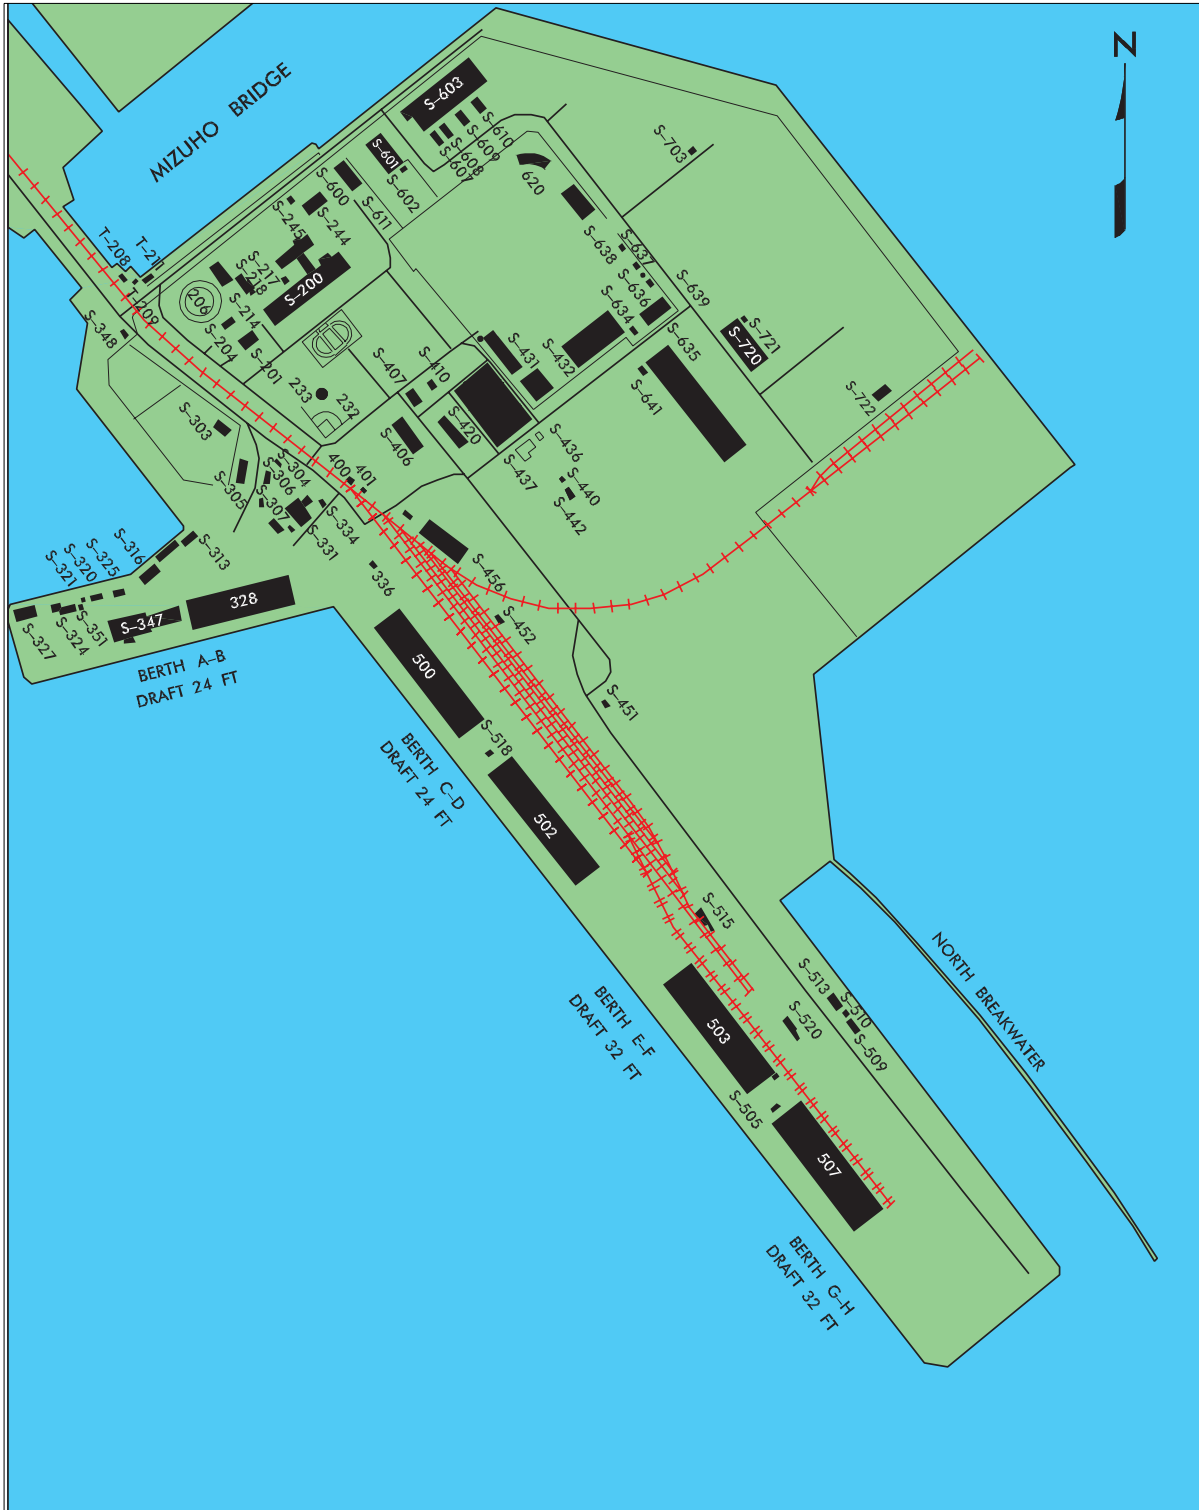 N
MIZUHO BRIDGE
S-603
S-610
S-609
S-608
S-607
S-601
S-602
S-600
S-611
620
S-703
S-245
S-244
S-638
S-637
S-636
S-639
S-634
S-635
T-208
T-211
T-209
S-217
S-218
S-200
206
S-214
S-204
S-201
S-348
233
232
S-407
S-410
S-431
S-432
S-720
S-721
S-722
S-641
S-303
S-406
S-420
S-436
S-437
S-440
S-442
S-305
S-304
S-306
S-307
400
401
S-334
S-331
336
S-313
S-316
S-325
S-320
S-321
S-327
S-324
S-351
S-347
328
BERTH A-B
DRAFT 24 FT
S-456
S-452
S-451
500
S-518
BERTH C-D
DRAFT 24 FT
502
S-515
S-513
S-510
S-509
S-520
503
BERTH E-F
DRAFT 32 FT
S-505
507
BERTH G-H
DRAFT 32 FT
NORTH BREAKWATER